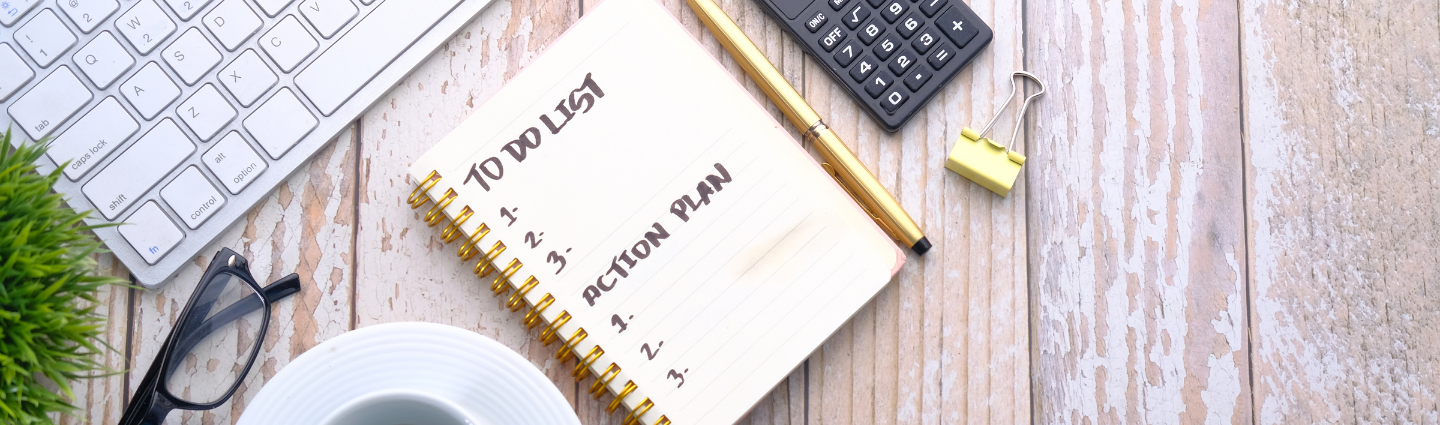 TO DO LIST
1-
2-
3-
ACTION PLAN
1-
2-
3-
! 1
Q
W
2
A
S
D
Z
X
C
V
tab
caps lock
shift
fn
control
alt
option
ON/C
OFF
√
9
6
3
+
7
8
5
2
=
4
1
0